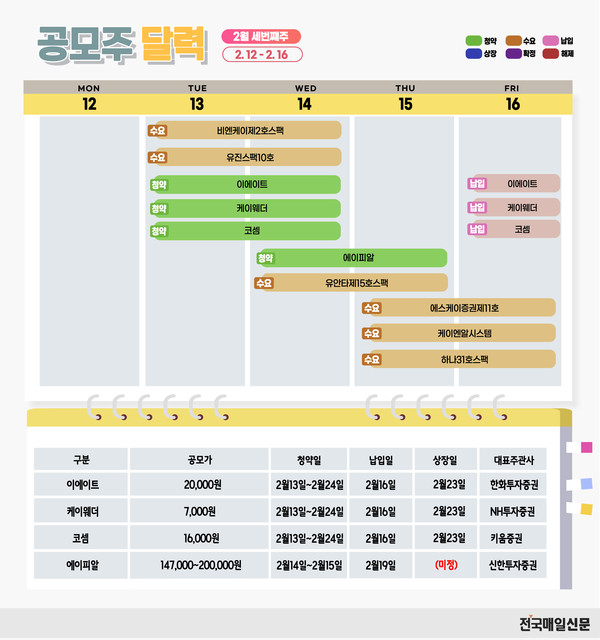 공모주 달력
2월 세번째주
2. 12 - 2. 16
청약 수요 납입
상장 확정 해제
MON TUE WED THU FRI
12 13 14 15 16
수요 비엔케이제2호스팩
수요 유진스팩10호
청약 이에이트 납입 이에이트
청약 케이웨더 납입 케이웨더
청약 코셈 납입 코셈
청약 에이피알
수요 유안타제15호스팩
수요 에스케이증권제11호
수요 케이엔알시스템
수요 하나31호스팩
구분 공모가 청약일 납입일 상장일 대표주관사
이에이트 20,000원 2월13일~2월24일 2월16일 2월23일 한화투자증권
케이웨더 7,000원 2월13일~2월24일 2월16일 2월23일 NH투자증권
코셈 16,000원 2월13일~2월24일 2월16일 2월23일 키움증권
에이피알 147,000~200,000원 2월14일~2월15일 2월19일 (미정) 신한투자증권
전국매일신문